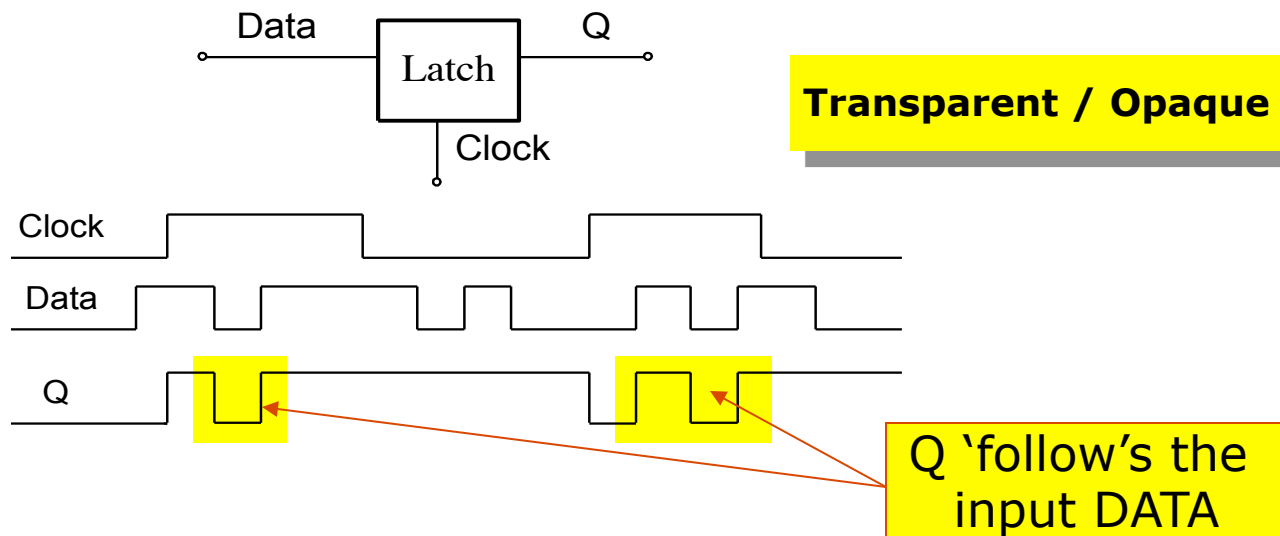 Data
Q
Latch
Transparent / Opaque
Clock
Clock
Data
Q
Q ‘follow’s the
input DATA